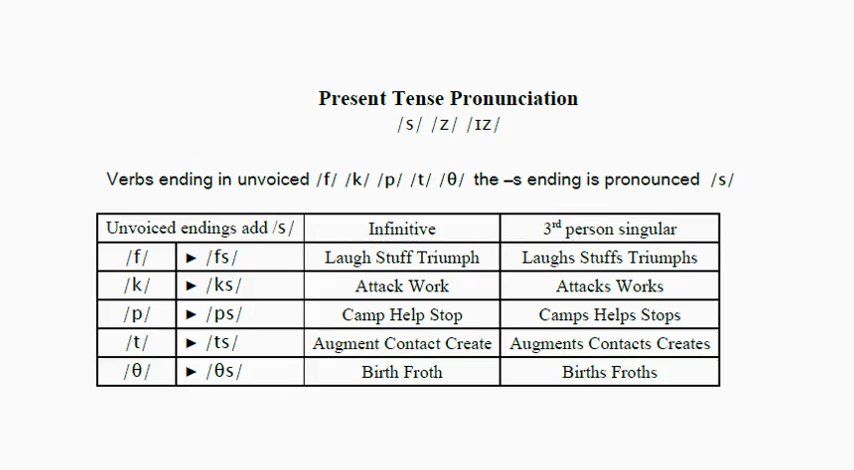 Present Tense Pronunciation
/s/ /z/ /ɪz/
Verbs ending in unvoiced /f/ /k/ /p/ /t/ /θ/ the –s ending is pronounced /s/
Unvoiced endings add /s/ Infinitive 3rd person singular
/f/ ► /fs/ Laugh Stuff Triumph Laughs Stuffs Triumphs
/k/ ► /ks/ Attack Work Attacks Works
/p/ ► /ps/ Camp Help Stop Camps Helps Stops
/t/ ► /ts/ Augment Contact Create Augments Contacts Creates
/θ/ ► /θs/ Birth Froth Births Froths